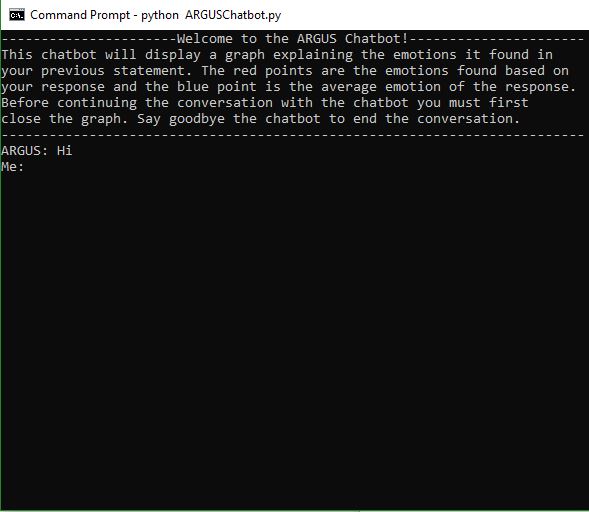 Command Prompt - python  ARGUSChatbot.py
----------------------Welcome to the ARGUS Chatbot!----------------------
This chatbot will display a graph explaining the emotions it found in
your previous statement. The red points are the emotions found based on
your response and the blue point is the average emotion of the response.
Before continuing the conversation with the chatbot you must first
close the graph. Say goodbye the chatbot to end the conversation.
-------------------------------------------------------------------------
ARGUS: Hi
Me: